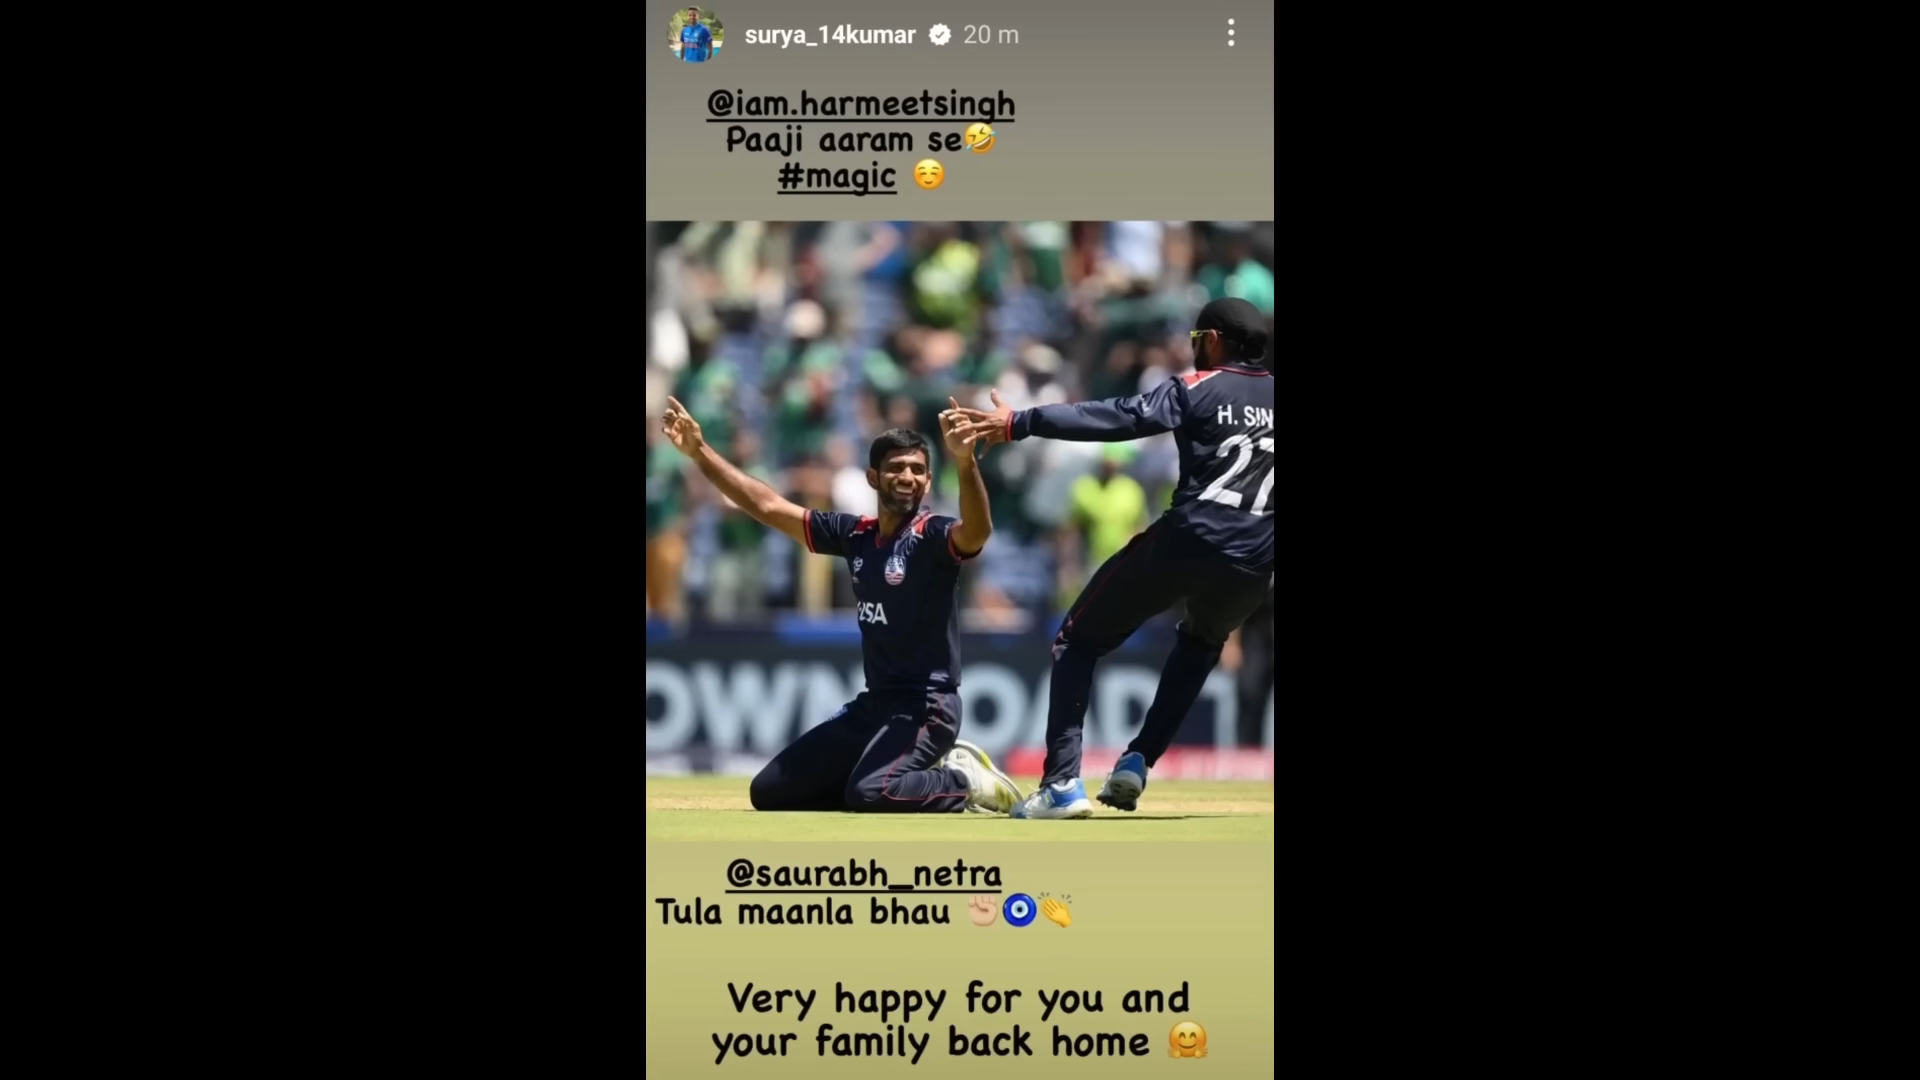 surya_14kumar 20 m
@iam.harmeetsingh
Paaji aaram se🤣
#magic ☺️
H. SIN
27
USA
OWNLOAD
@saurabh_netra
Tula maanla bhau ✊🏼🧿👏
Very happy for you and
your family back home 🤗